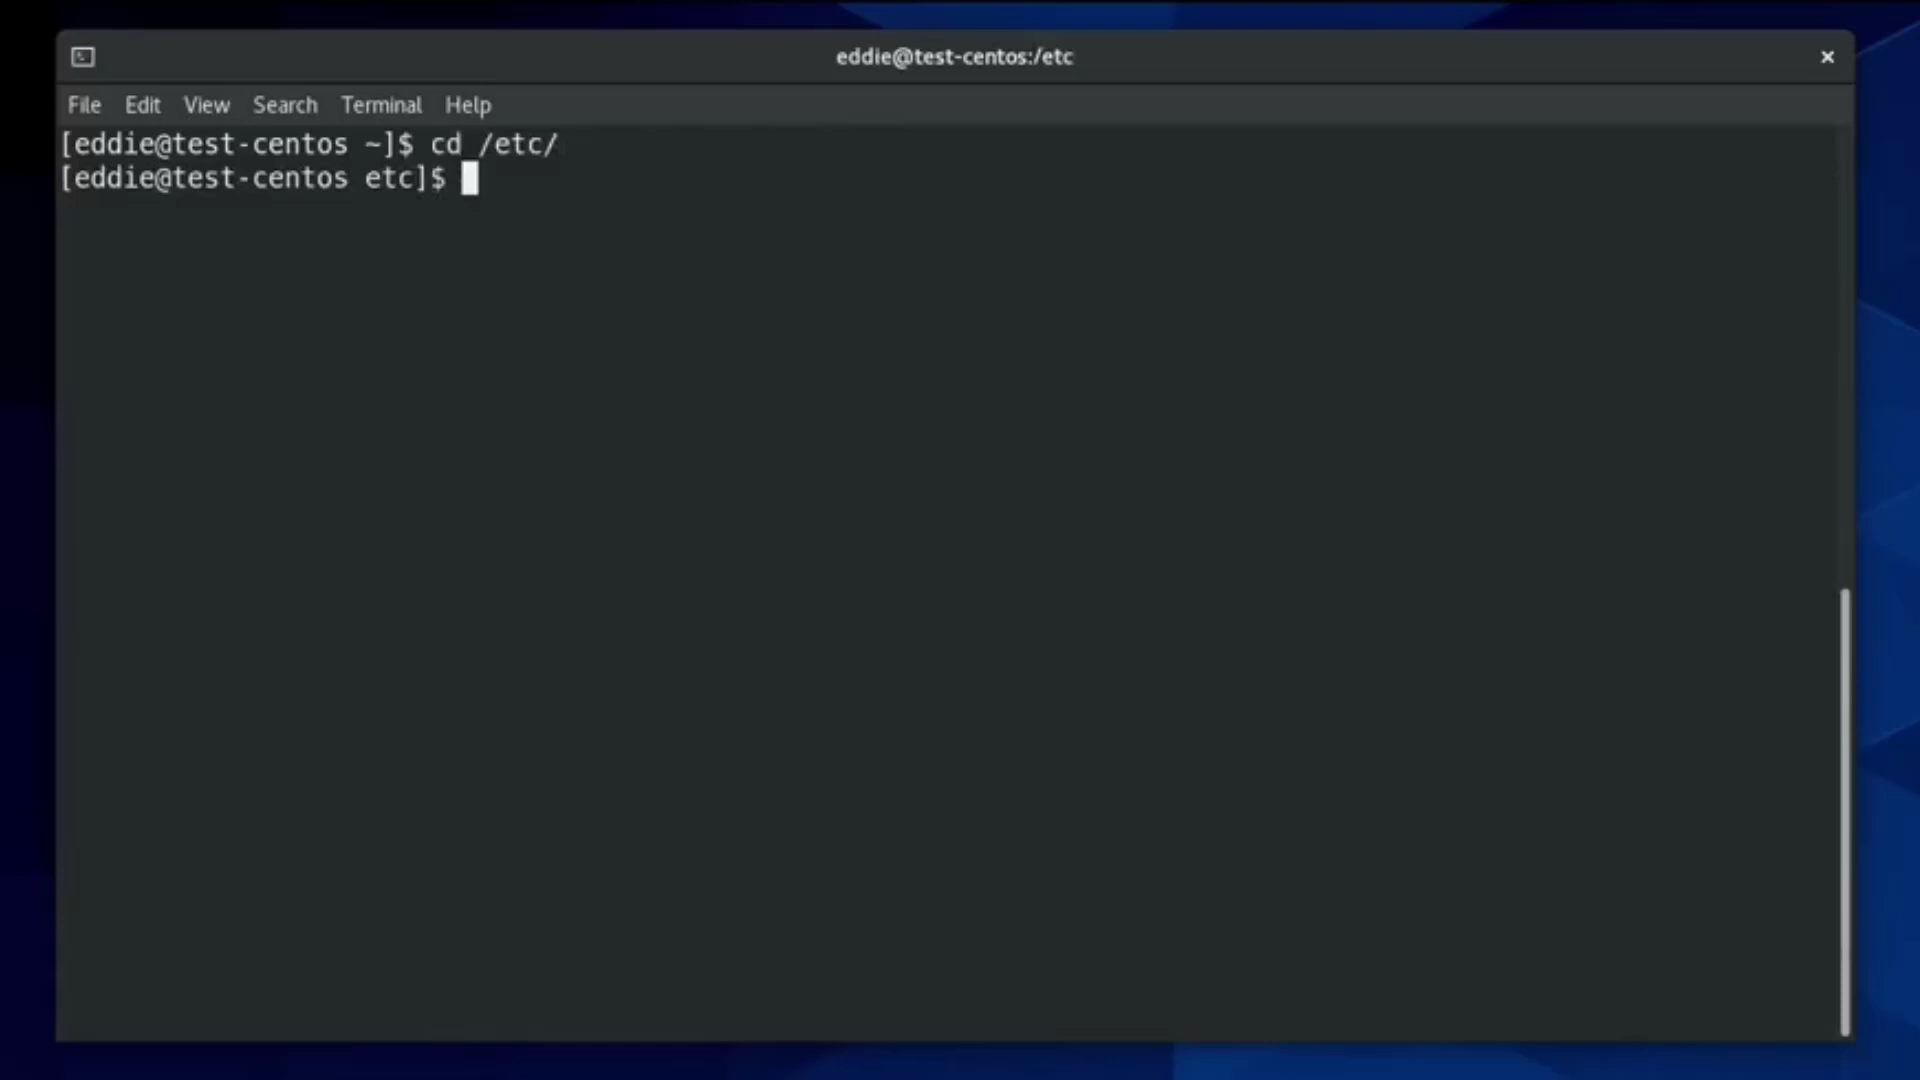 eddie@test-centos:/etc
×
File Edit View Search Terminal Help
[eddie@test-centos ~]$ cd /etc/
[eddie@test-centos etc]$